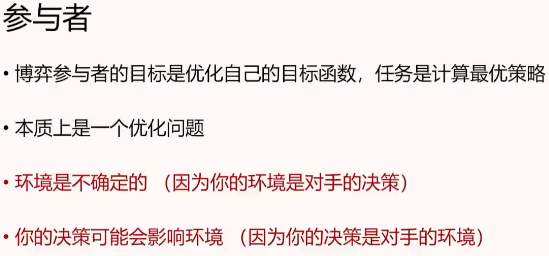 参与者
• 博弈参与者的目标是优化自己的目标函数，任务是计算最优策略
• 本质上是一个优化问题
• 环境是不确定的 （因为你的环境是对手的决策）
• 你的决策可能会影响环境 （因为你的决策是对手的环境）